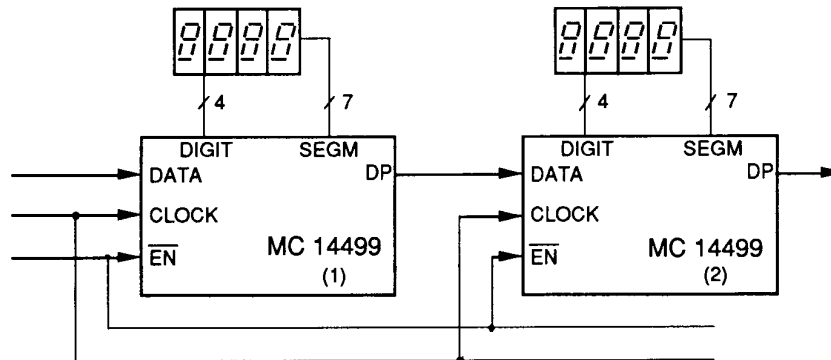 4
7
4
7
DIGIT SEGM
DATA
DP
CLOCK
EN
MC 14499
(1)
DIGIT SEGM
DATA
DP
CLOCK
EN
MC 14499
(2)